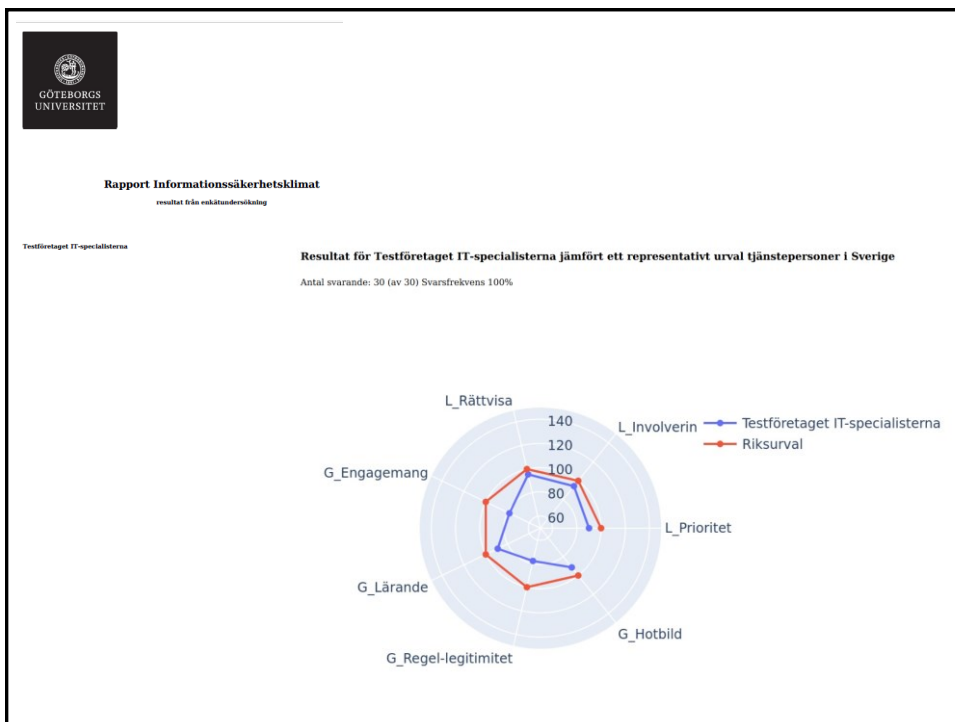 GÖTEBORGS
UNIVERSITET
Rapport Informationssäkerhetsklimat
resultat från enkätundersökning
Testföretaget IT-specialisterna
Resultat för Testföretaget IT-specialisterna jämfört ett representativt urval tjänstepersoner i Sverige
Antal svarande: 30 (av 30) Svarsfrekvens 100%
L_Rättvisa
140
L_Involverin
Testföretaget IT-specialisterna
120
Riksurval
G_Engagemang
100
80
60
L_Prioritet
G_Lärande
G_Hotbild
G_Regel-legitimitet